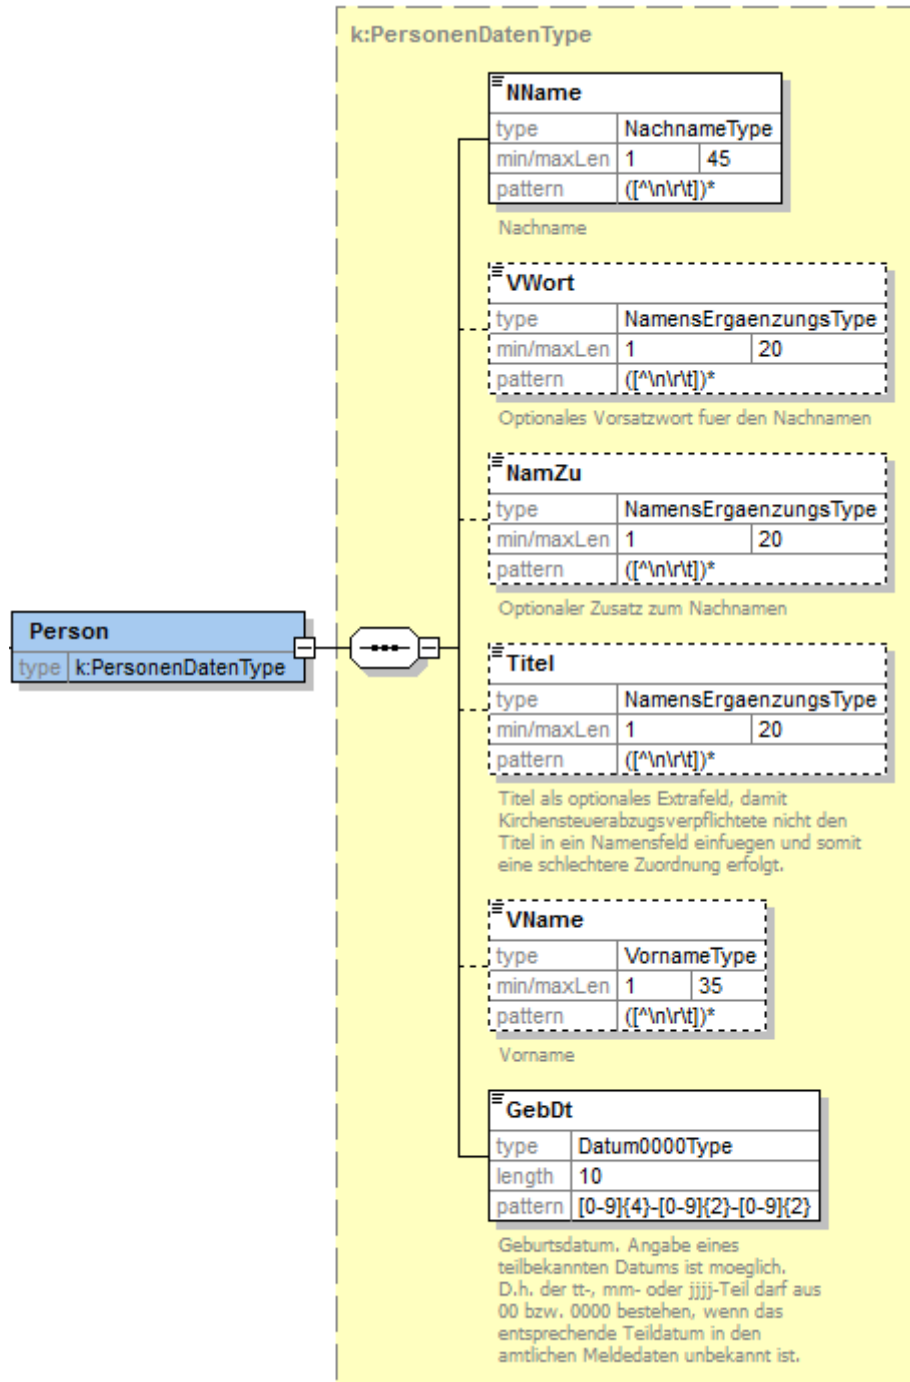 k:PersonenDatenType
NName
type NachnameType
min/maxLen 1 45
pattern ([^\n\r\t])*
Nachname
VWort
type NamensErgaenzungsType
min/maxLen 1 20
pattern ([^\n\r\t])*
Optionales Vorsatzwort fuer den Nachnamen
NamZu
type NamensErgaenzungsType
min/maxLen 1 20
pattern ([^\n\r\t])*
Optionaler Zusatz zum Nachnamen
Person
type k:PersonenDatenType
Titel
type NamensErgaenzungsType
min/maxLen 1 20
pattern ([^\n\r\t])*
Titel als optionales Extrafeld, damit
Kirchensteuerabzugsverpflichtete nicht den
Titel in ein Namensfeld einfuegen und somit
eine schlechtere Zuordnung erfolgt.
VName
type VornameType
min/maxLen 1 35
pattern ([^\n\r\t])*
Vorname
GebDt
type Datum0000Type
length 10
pattern [0-9]{4}-[0-9]{2}-[0-9]{2}
Geburtsdatum. Angabe eines
teilbekannten Datums ist moeglich.
D.h. der tt-, mm- oder jjjj-Teil darf aus
00 bzw. 0000 bestehen, wenn das
entsprechende Teildatum in den
amtlichen Meldedaten unbekannt ist.